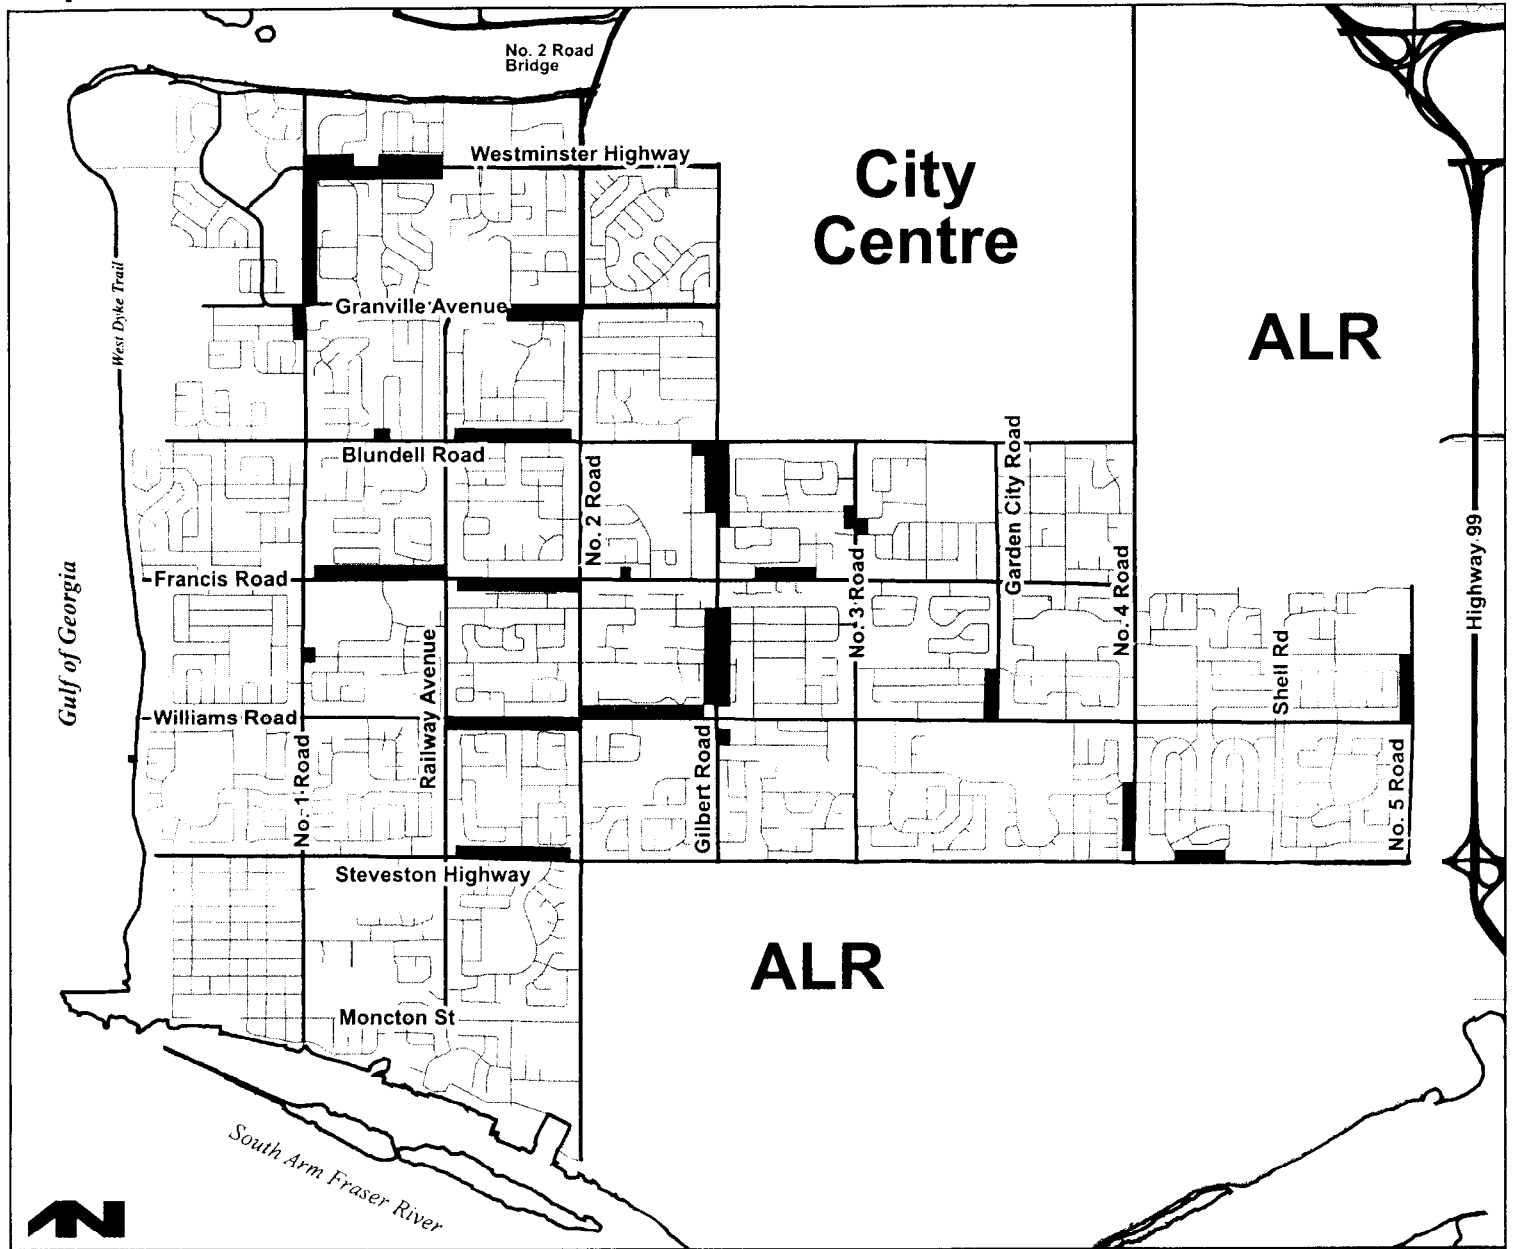 No. 2 Road
Bridge
Westminster Highway
City
Centre
West Dyke Trail
Granville Avenue
ALR
Blundell Road
No. 2 Road
Garden City Road
Highway 99
Francis Road
No. 3 Road
No. 4 Road
Gulf of Georgia
Railway Avenue
Shell Rd
Williams Road
No. 1 Road
Gilbert Road
No. 5 Road
Steveston Highway
ALR
Moncton St
South Arm Fraser River
N